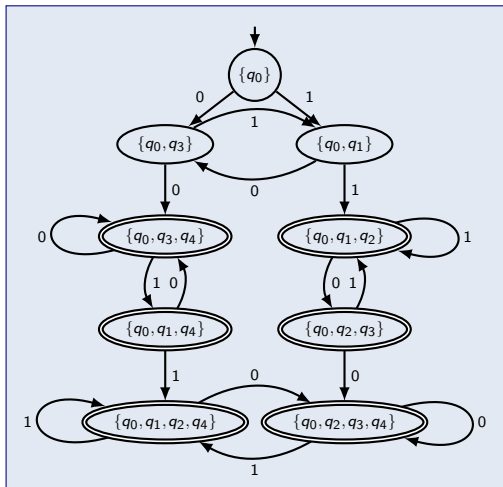 {q₀}
0 1
{q₀, q₃} 1 {q₀, q₁}
0
0 1
0 {q₀, q₃, q₄} {q₀, q₁, q₂} 1
1 0 0 1
{q₀, q₁, q₄} {q₀, q₂, q₃}
1 0 0
1 {q₀, q₁, q₂, q₄} {q₀, q₂, q₃, q₄} 0
1